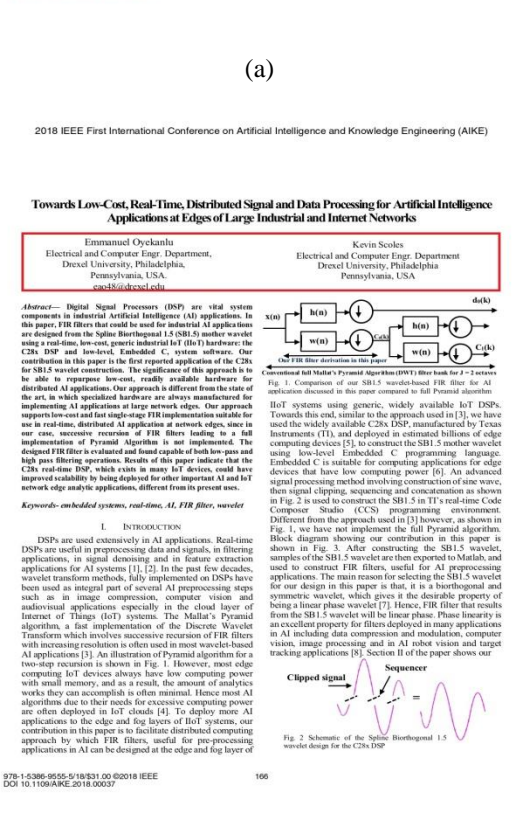 (a)
2018 IEEE First International Conference on Artificial Intelligence and Knowledge Engineering (AIKE)
Towards Low-Cost, Real-Time, Distributed Signal and Data Processing for Artificial Intelligence
Applications at Edges of Large Industrial and Internet Networks
Emmanuel Oyekanlu
Electrical and Computer Engr. Department,
Drexel University, Philadelphia,
Pennsylvania, USA.
eao48@drexel.edu
Kevin Scoles
Electrical and Computer Engr. Department
Drexel University, Philadelphia
Pennsylvania, USA
Abstract— Digital Signal Processors (DSP) are vital system
components in industrial Artificial Intelligence (AI) applications. In
this paper, FIR filters that could be used for industrial AI applications
are designed from the Spline Biorthogonal 1.5 (SB1.5) mother wavelet
using a real-time, low-cost, generic industrial IoT (IIoT) hardware: the
C28x DSP and low-level, Embedded C, system software. Our
contribution in this paper is the first reported application of the C28x
for SB1.5 wavelet construction. The significance of this approach is to
be able to repurpose low-cost, readily available hardware for
distributed AI applications. Our approach is different from the state of
the art, in which specialized hardware are always manufactured for
implementing AI applications at large network edges. Our approach
supports low-cost and fast single-stage FIR implementation suitable for
use in real-time, distributed AI application at network edges, since in
our case, successive recursion of FIR filters leading to a full
implementation of Pyramid Algorithm is not implemented. The
designed FIR filter is evaluated and found capable of both low-pass and
high pass filtering operations. Results of this paper indicate that the
C28x real-time DSP, which exists in many IoT devices, could have
improved scalability by being deployed for other important AI and IoT
network edge analytic applications, different from its present uses.
Keywords- embedded systems, real-time, AI, FIR filter, wavelet
I. INTRODUCTION
DSPs are used extensively in AI applications. Real-time
DSPs are useful in preprocessing data and signals, in filtering
applications, in signal denoising and in feature extraction
applications for AI systems [1], [2]. In the past few decades,
wavelet transform methods, fully implemented on DSPs have
been used as integral part of several AI preprocessing steps
such as in image compression, computer vision and
audiovisual applications especially in the cloud layer of
Internet of Things (IoT) systems. The Mallat's Pyramid
algorithm, a fast implementation of the Discrete Wavelet
Transform which involves successive recursion of FIR filters
with increasing resolution is often used in most wavelet-based
AI applications [3]. An illustration of Pyramid algorithm for a
two-step recursion is shown in Fig. 1. However, most edge
computing IoT devices always have low computing power
with small memory, and as a result, the amount of analytics
works they can accomplish is often minimal. Hence most AI
algorithms due to their needs for excessive computing power
are often deployed in IoT clouds [4]. To deploy more AI
applications to the edge and fog layers of IIoT systems, our
contribution in this paper is to facilitate distributed computing
approach by which FIR filters, useful for pre-processing
applications in AI can be designed at the edge and fog layer of
x(n)
h(n)
w(n)
d₀(k)
h(n)
w(n)
C₁(k)
Our FIR filter derivation in this paper
Conventional full Mallat's Pyramid Algorithm (DWT) filter bank for J = 2 octaves
Fig. 1. Comparison of our SB1.5 wavelet-based FIR filter for AI
application discussed in this paper compared to full Pyramid algorithm
IIoT systems using generic, widely available IoT DSPs.
Towards this end, similar to the approach used in [3], we have
used the widely available C28x DSP, manufactured by Texas
Instruments (TI), and deployed in estimated billions of edge
computing devices [5], to construct the SB1.5 mother wavelet
using low-level Embedded C programming language.
Embedded C is suitable for computing applications for edge
devices that have low computing power [6]. An advanced
signal processing method involving construction of sine wave,
then signal clipping, sequencing and concatenation as shown
in Fig. 2 is used to construct the SB1.5 in TI's real-time Code
Composer Studio (CCS) programming environment.
Different from the approach used in [3] however, as shown in
Fig. 1, we have not implement the full Pyramid algorithm.
Block diagram showing our contribution in this paper is
shown in Fig. 3. After constructing the SB1.5 wavelet,
samples of the SB1.5 wavelet are then exported to Matlab, and
used to construct FIR filters, useful for AI preprocessing
applications. The main reason for selecting the SB1.5 wavelet
for our design in this paper is that, it is a biorthogonal and
symmetric wavelet, which gives it the desirable property of
being a linear phase wavelet [7]. Hence, FIR filter that results
from the SB1.5 wavelet will be linear phase. Phase linearity is
an excellent property for filters deployed in many applications
in AI including data compression and modulation, computer
vision, image processing and in AI robot vision and target
tracking applications [8]. Section II of the paper shows our
Clipped signal
Sequencer
=
Fig. 2 Schematic of the Spline Biorthogonal 1.5
wavelet design for the C28x DSP
978-1-5386-9555-5/18/$31.00 ©2018 IEEE
DOI 10.1109/AIKE.2018.00037
166